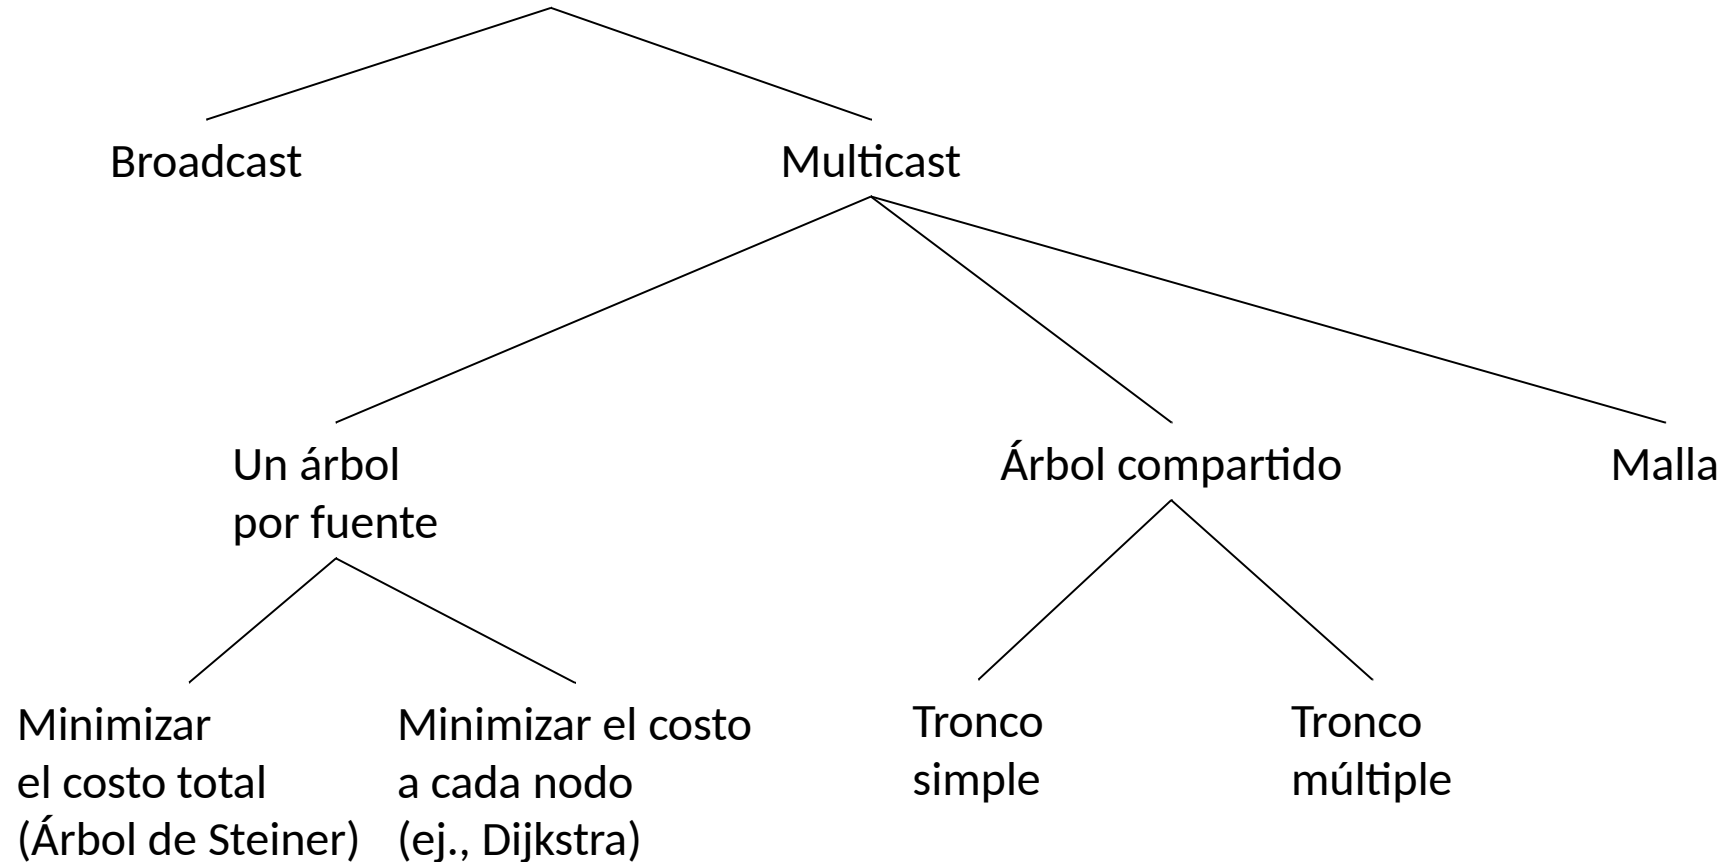 Broadcast
Multicast
Un árbol
por fuente
Árbol compartido
Malla
Minimizar
el costo total
(Árbol de Steiner)
Minimizar el costo
a cada nodo
(ej., Dijkstra)
Tronco
simple
Tronco
múltiple